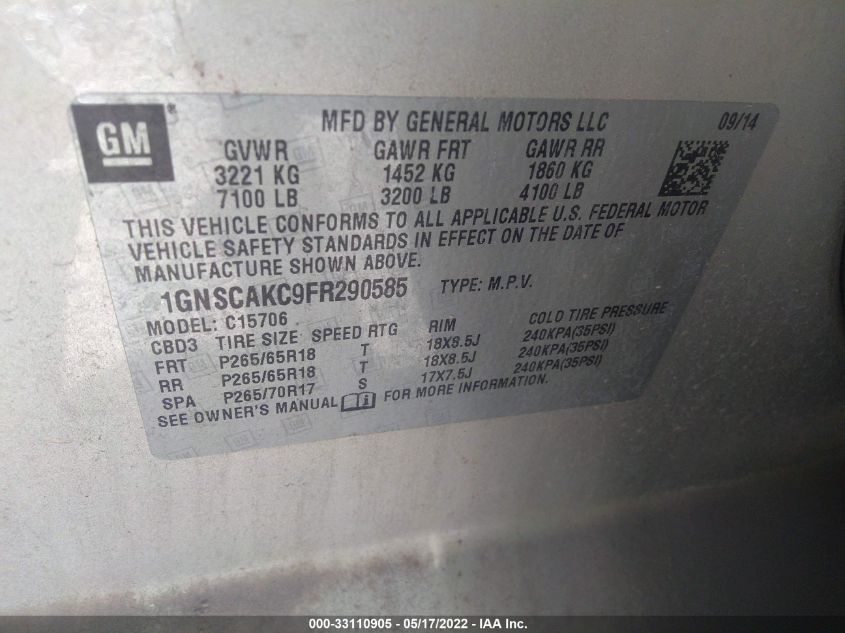 GM ®
MFD BY GENERAL MOTORS LLC 09/14
GVWR GAWR FRT GAWR RR
3221 KG 1452 KG 1860 KG
7100 LB 3200 LB 4100 LB
THIS VEHICLE CONFORMS TO ALL APPLICABLE U.S. FEDERAL MOTOR
VEHICLE SAFETY STANDARDS IN EFFECT ON THE DATE OF
MANUFACTURE SHOWN ABOVE.
1GNSCAKC9FR290585 TYPE: M.P.V.
MODEL: C15706
CBD3 TIRE SIZE SPEED RTG RIM COLD TIRE PRESSURE
FRT P265/65R18 T 18X8.5J 240KPA(35PSI)
RR P265/65R18 T 18X8.5J 240KPA(35PSI)
SPA P265/70R17 S 17X7.5J 240KPA(35PSI)
SEE OWNER'S MANUAL FOR MORE INFORMATION.
000-33110905 - 05/17/2022 - IAA Inc.